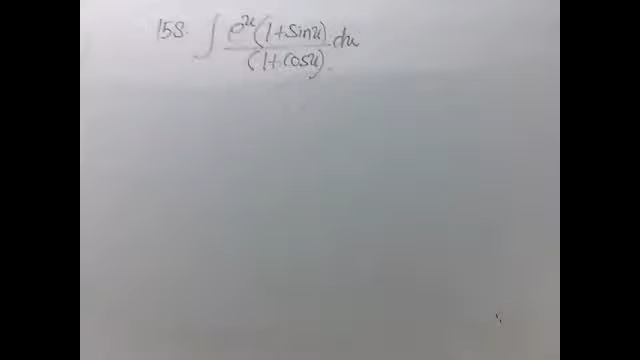 158. ∫ e^x (1+sinx) dx
(1+cosx)